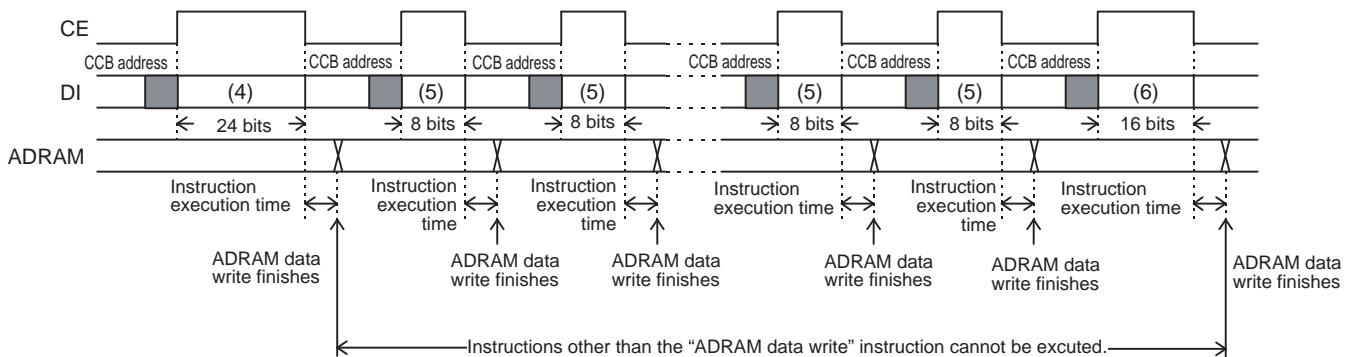 CE
CCB address CCB address CCB address CCB address CCB address CCB address
DI (4) (5) (5) (5) (5) (6)
24 bits 8 bits 8 bits 8 bits 8 bits 16 bits
ADRAM
Instruction execution time
Instruction execution time
Instruction execution time
Instruction execution time
Instruction execution time
Instruction execution time
ADRAM data write finishes
ADRAM data write finishes
ADRAM data write finishes
ADRAM data write finishes
ADRAM data write finishes
ADRAM data write finishes
Instructions other than the “ADRAM data write” instruction cannot be excuted.